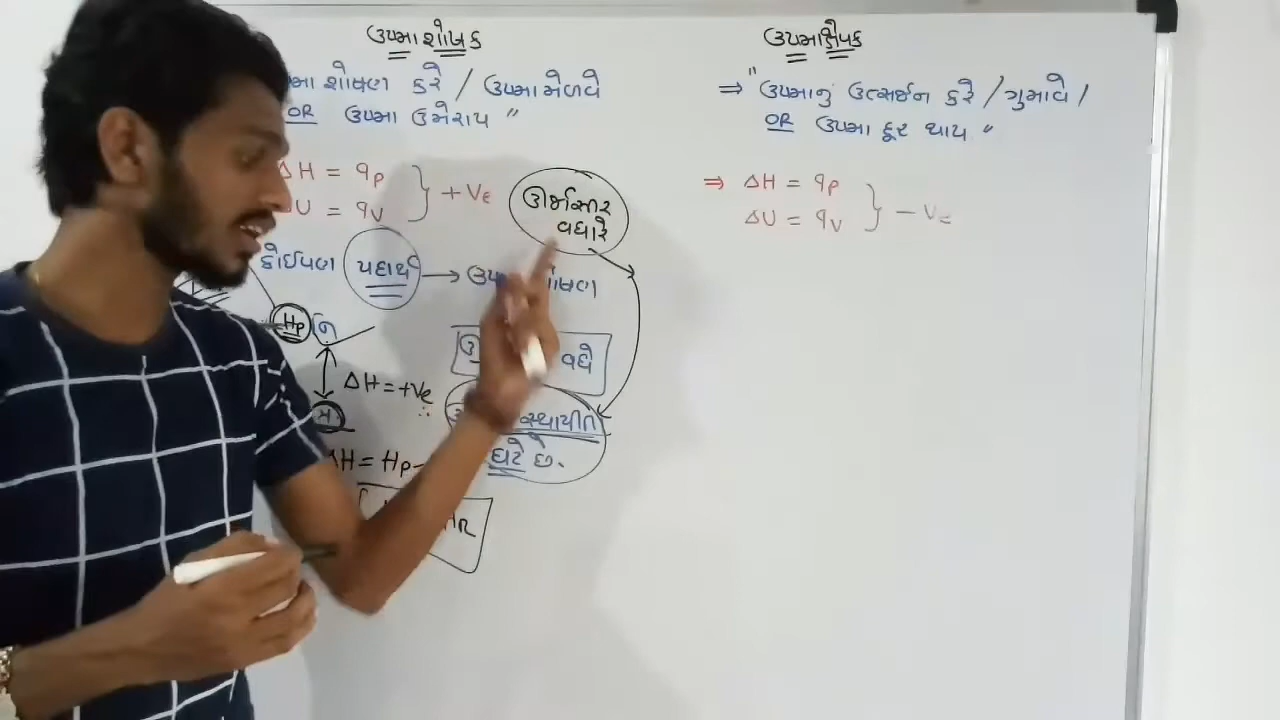 ઉષ્માશોષક
શોષણ કરે / ઉષ્મા મેળવે
OR ઉષ્મા ઉમેરાય "
ΔH = qp
ΔU = qv } +ve
ઊર્જાસ્તર
વધારે
કોઈપણ પદાર્થ →
Hp નિ
વધે
ΔH = +ve
સ્થાયીત
ΔH = Hp -
ઘટે છે.
ઉષ્માક્ષેપક
⇒ " ઉષ્માનું ઉત્સર્જન કરે / ગુમાવે /
OR ઉષ્મા દૂર થાય "
⇒ ΔH = qp
ΔU = qv } -ve